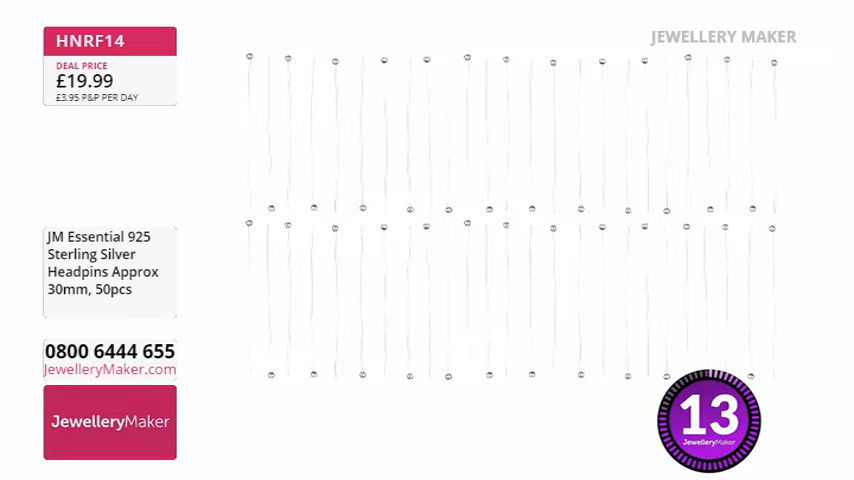 HNRF14
DEAL PRICE
£19.99
£3.95 P&P PER DAY
JEWELLERY MAKER
JM Essential 925
Sterling Silver
Headpins Approx
30mm, 50pcs
0800 6444 655
JewelleryMaker.com
JewelleryMaker
13
JewelleryMaker